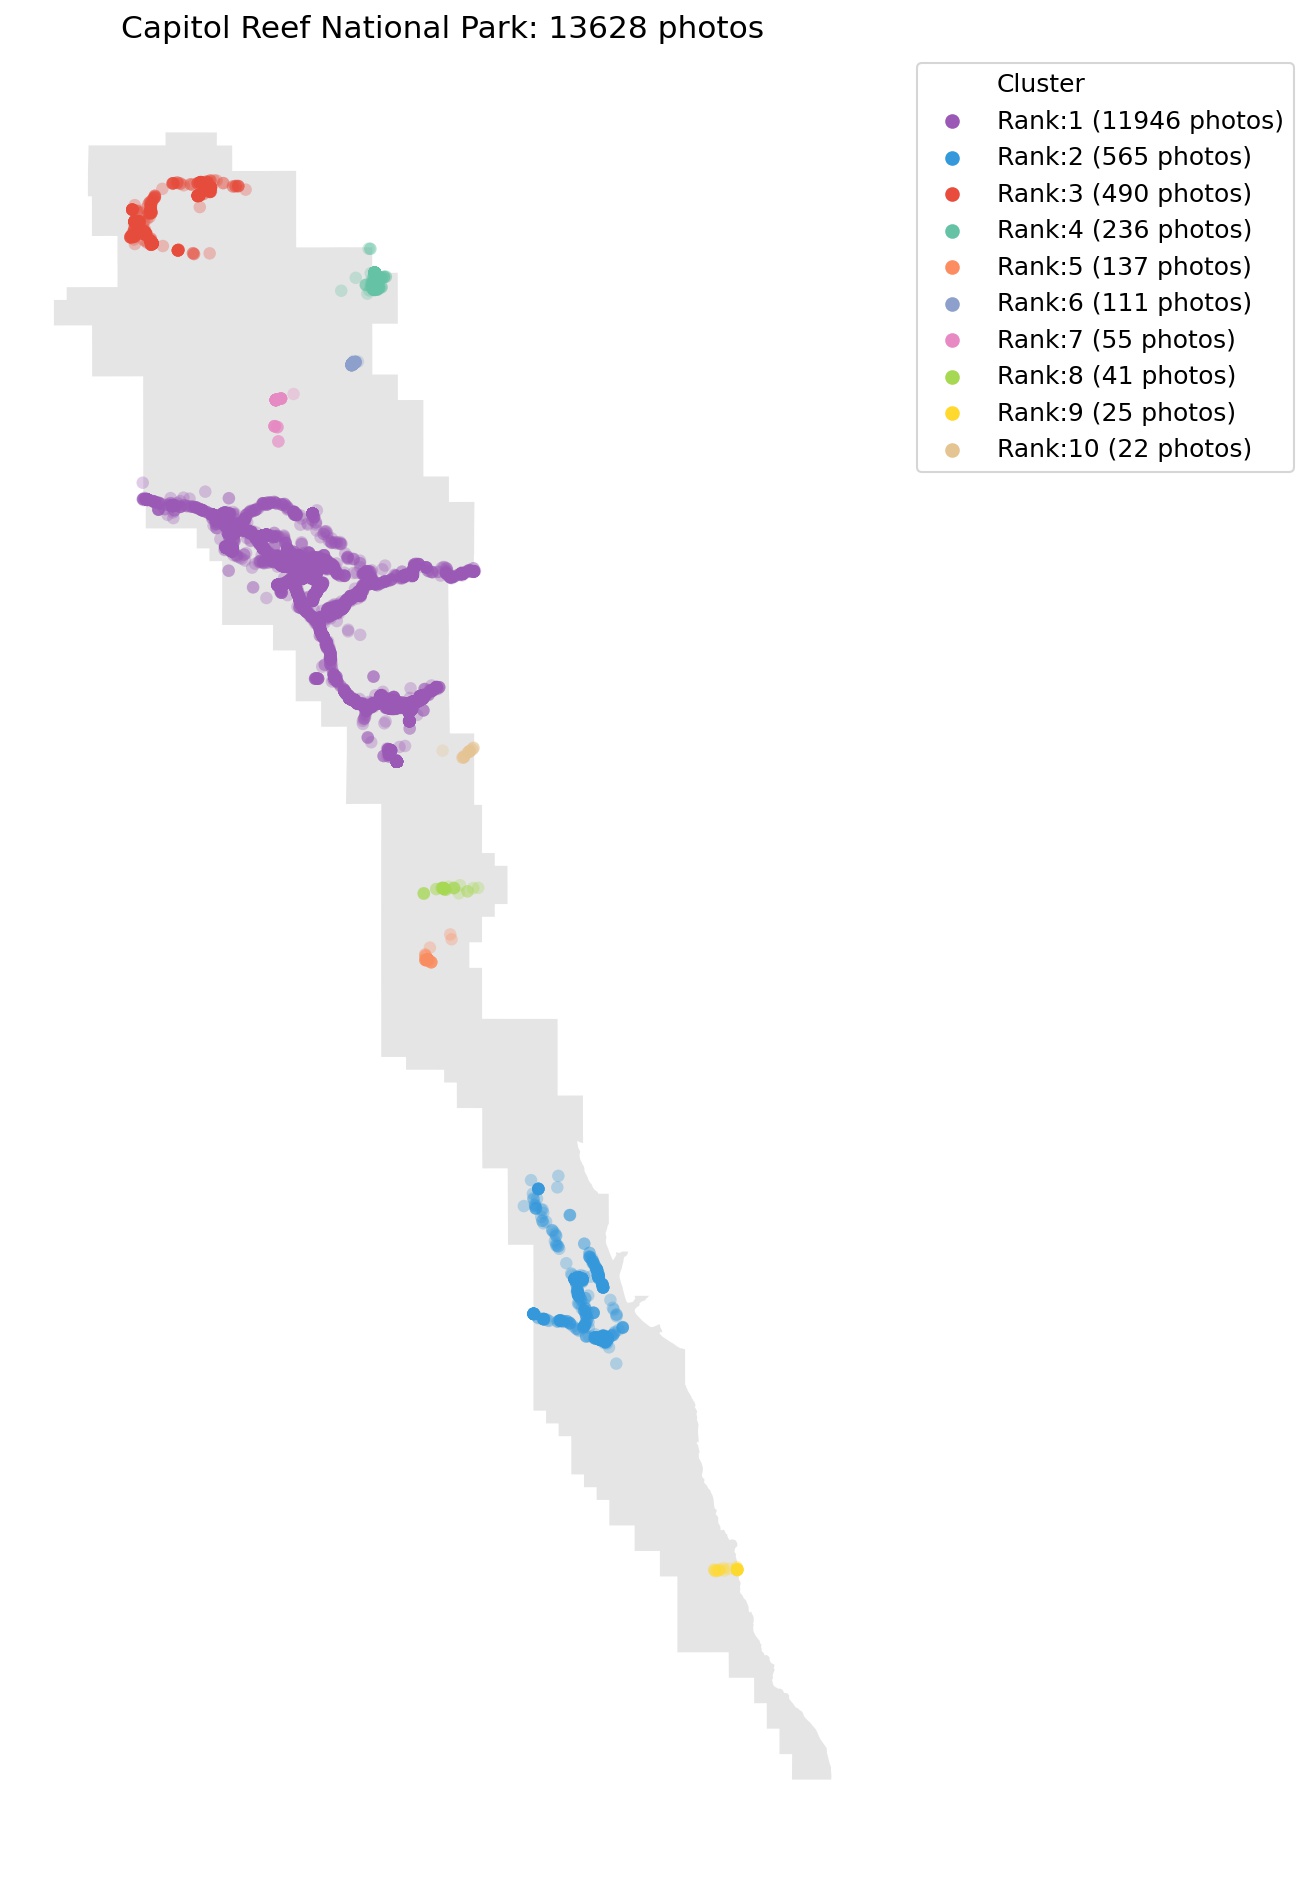 Capitol Reef National Park: 13628 photos
Cluster
Rank:1 (11946 photos)
Rank:2 (565 photos)
Rank:3 (490 photos)
Rank:4 (236 photos)
Rank:5 (137 photos)
Rank:6 (111 photos)
Rank:7 (55 photos)
Rank:8 (41 photos)
Rank:9 (25 photos)
Rank:10 (22 photos)